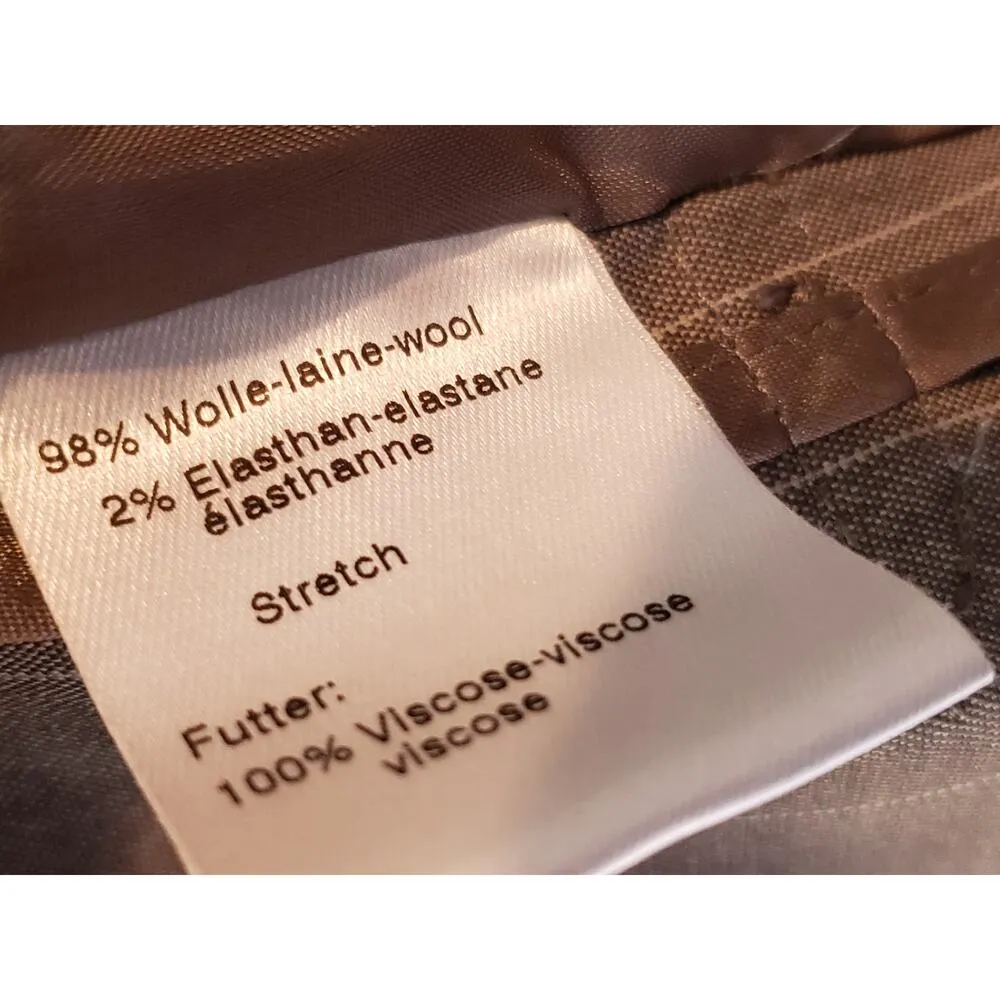 98% Wolle-laine-wool
2% Elasthan-elastane
élasthanne
Stretch
Futter:
100% Viscose-viscose
viscose